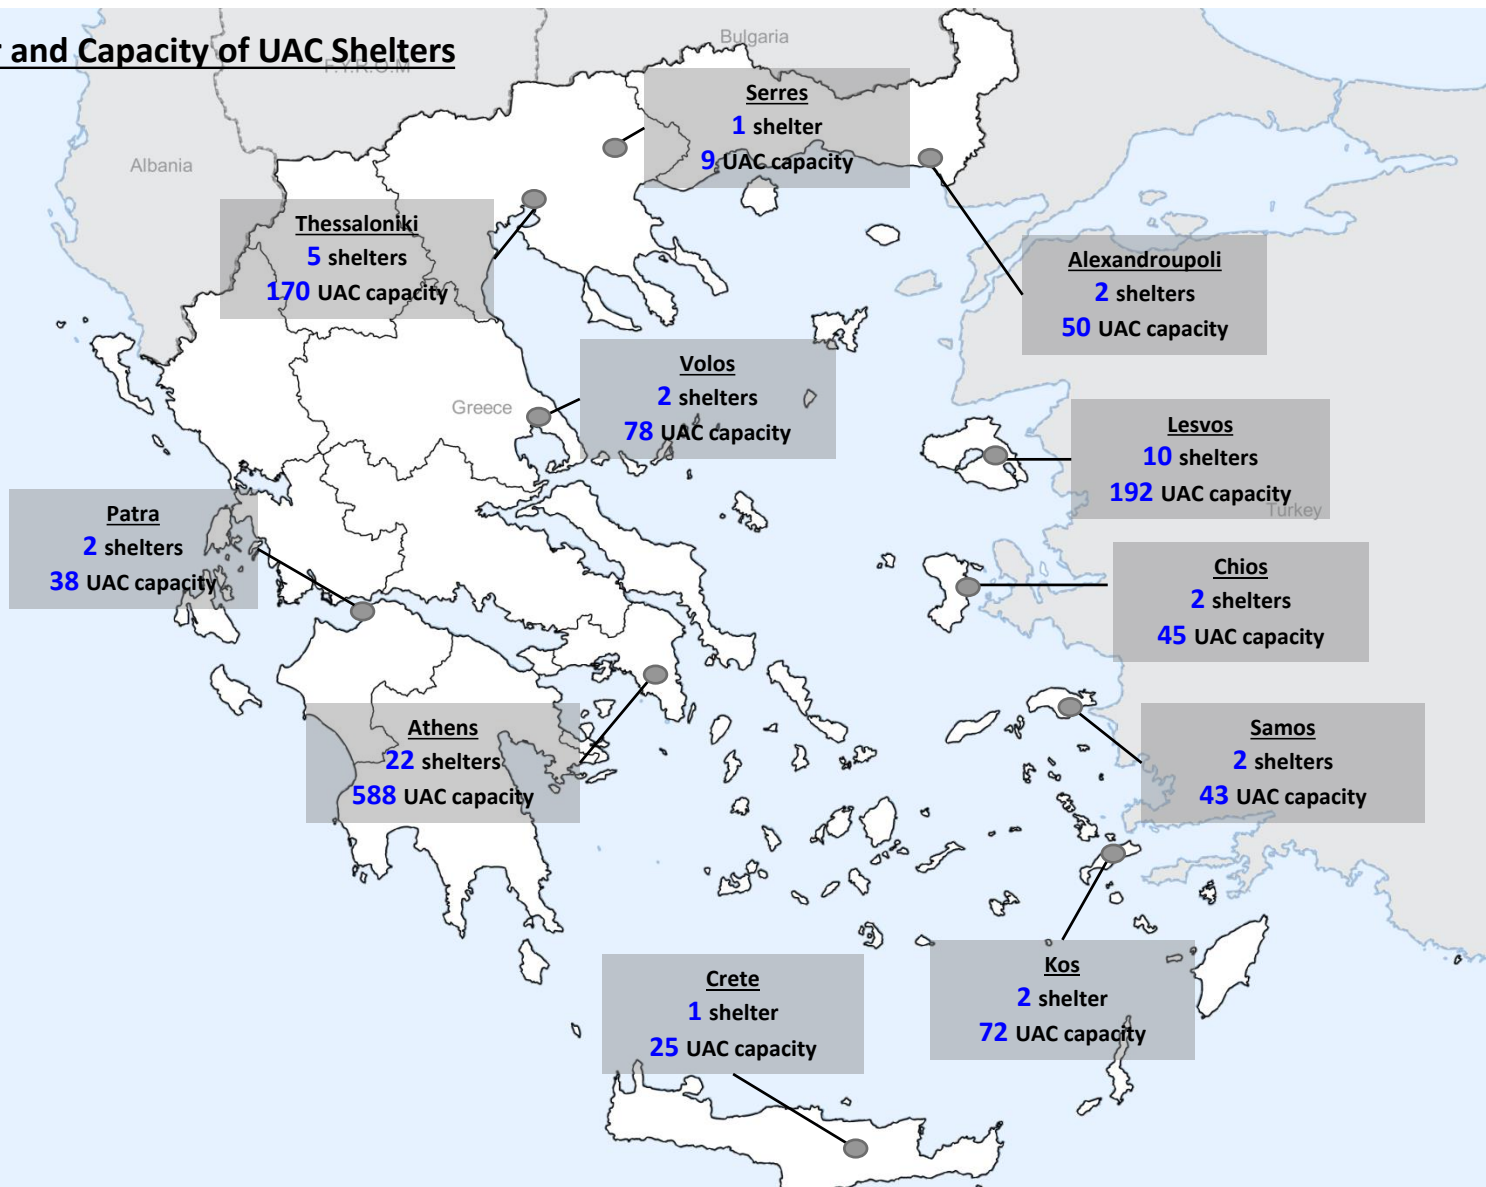 and Capacity of UAC Shelters
Bulgaria
F.Y.R.O.M
Albania
Serres
1 shelter
9 UAC capacity
Thessaloniki
5 shelters
170 UAC capacity
Alexandroupoli
2 shelters
50 UAC capacity
Volos
2 shelters
78 UAC capacity
Greece
Lesvos
10 shelters
192 UAC capacity
Turkey
Patra
2 shelters
38 UAC capacity
Chios
2 shelters
45 UAC capacity
Athens
22 shelters
588 UAC capacity
Samos
2 shelters
43 UAC capacity
Crete
1 shelter
25 UAC capacity
Kos
2 shelter
72 UAC capacity